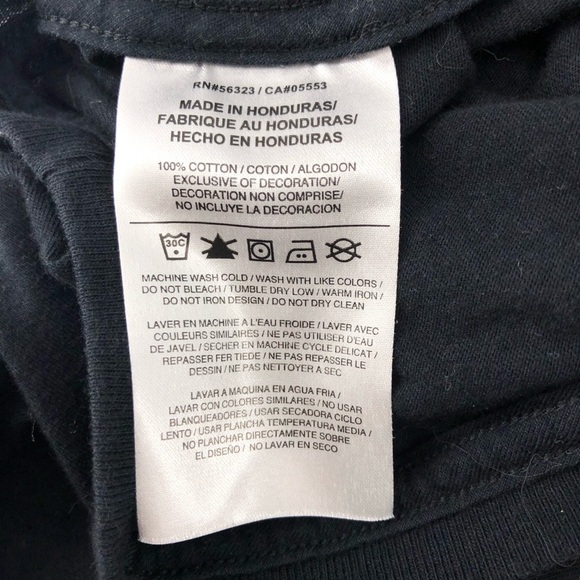 RN#56323 / CA#05553
MADE IN HONDURAS/
FABRIQUE AU HONDURAS/
HECHO EN HONDURAS
100% COTTON / COTON / ALGODON
EXCLUSIVE OF DECORATION/
DECORATION NON COMPRISE/
NO INCLUYE LA DECORACION
30C
MACHINE WASH COLD / WASH WITH LIKE COLORS /
DO NOT BLEACH / TUMBLE DRY LOW / WARM IRON /
DO NOT IRON DESIGN / DO NOT DRY CLEAN
LAVER EN MACHINE A L'EAU FROIDE / LAVER AVEC
COULEURS SIMILAIRES / NE PAS UTILISER D'EAU
DE JAVEL / SECHER EN MACHINE CYCLE DELICAT /
REPASSER FER TIEDE / NE PAS REPASSER LE
DESSIN / NE PAS NETTOYER A SEC
LAVAR A MAQUINA EN AGUA FRIA /
LAVAR CON COLORES SIMILARES / NO USAR
BLANQUEADORES / USAR SECADORA CICLO
LENTO / USAR PLANCHA TEMPERATURA MEDIA /
NO PLANCHAR DIRECTAMENTE SOBRE
EL DISEÑO / NO LAVAR EN SECO